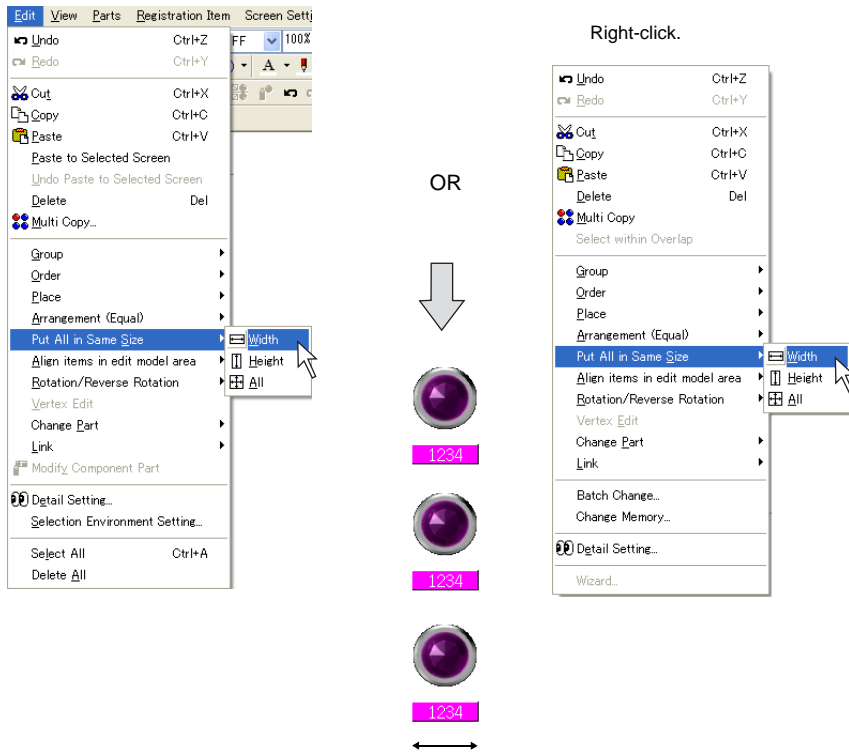 Edit View Parts Registration Item Screen Setti
Undo Ctrl+Z
Redo Ctrl+Y
Cut Ctrl+X
Copy Ctrl+C
Paste Ctrl+V
Paste to Selected Screen
Undo Paste to Selected Screen
Delete Del
Multi Copy...
Group
Order
Place
Arrangement (Equal)
Put All in Same Size
Align items in edit model area
Rotation/Reverse Rotation
Vertex Edit
Change Part
Link
Modify Component Part
Detail Setting...
Selection Environment Setting...
Select All Ctrl+A
Delete All
FF 100%
A
Width
Height
All
OR
1234
1234
1234
Right-click.
Undo Ctrl+Z
Redo Ctrl+Y
Cut Ctrl+X
Copy Ctrl+C
Paste Ctrl+V
Delete Del
Multi Copy
Select within Overlap
Group
Order
Place
Arrangement (Equal)
Put All in Same Size
Align items in edit model area
Rotation/Reverse Rotation
Vertex Edit
Change Part
Link
Batch Change...
Change Memory...
Detail Setting...
Wizard...
Width
Height
All